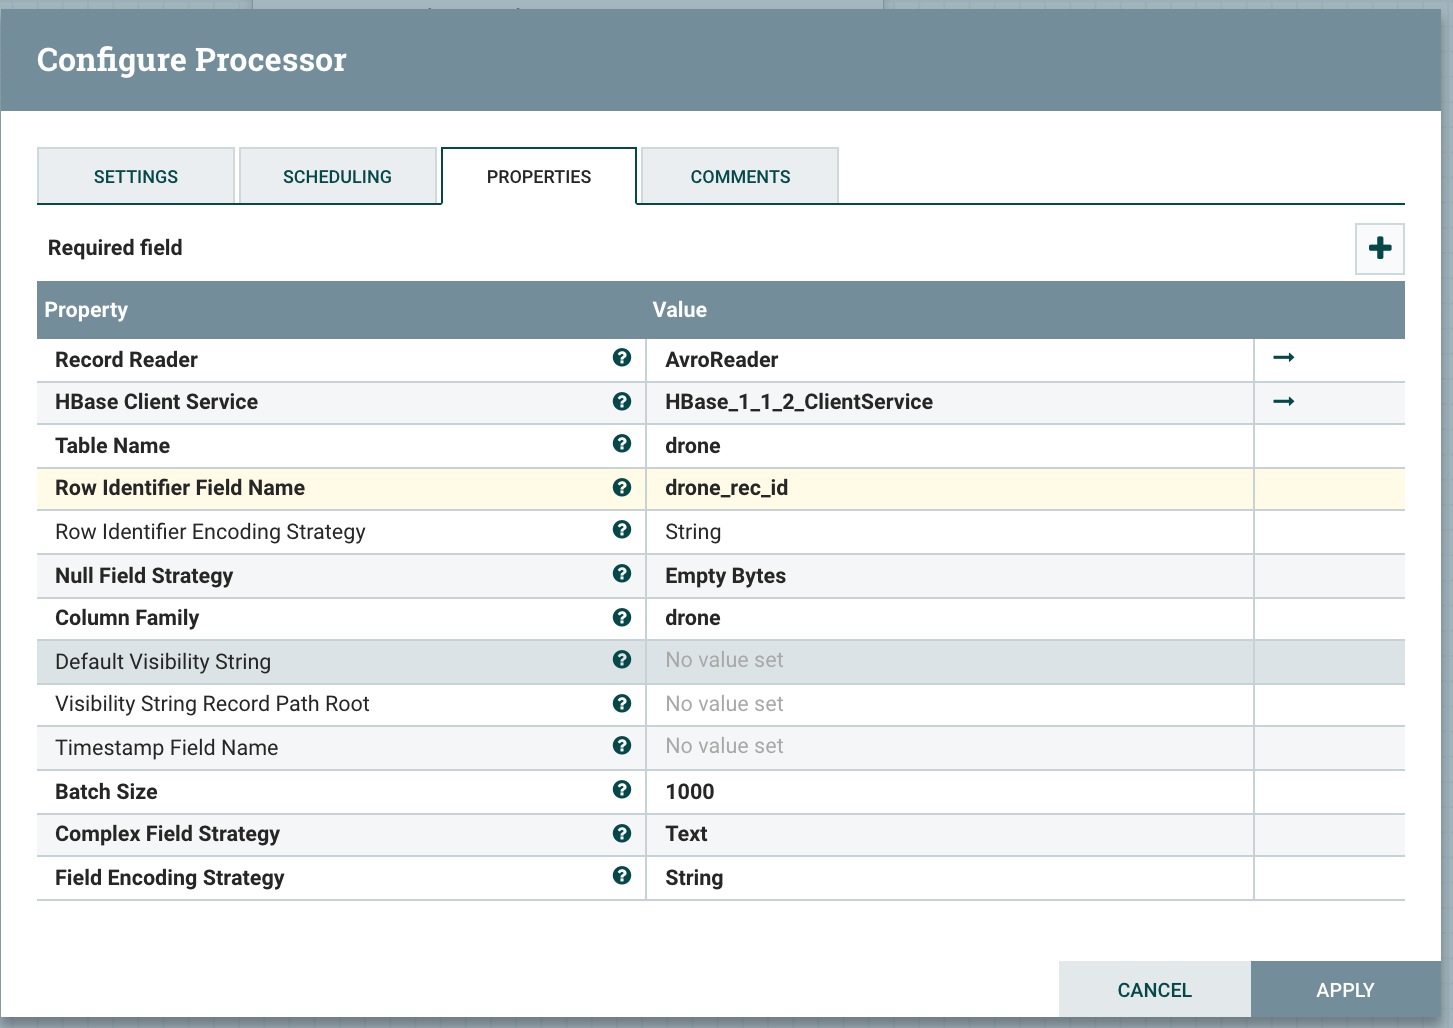 Configure Processor
SETTINGS SCHEDULING PROPERTIES COMMENTS
Required field
Property Value
Record Reader AvroReader
HBase Client Service HBase_1_1_2_ClientService
Table Name drone
Row Identifier Field Name drone_rec_id
Row Identifier Encoding Strategy String
Null Field Strategy Empty Bytes
Column Family drone
Default Visibility String No value set
Visibility String Record Path Root No value set
Timestamp Field Name No value set
Batch Size 1000
Complex Field Strategy Text
Field Encoding Strategy String
CANCEL APPLY